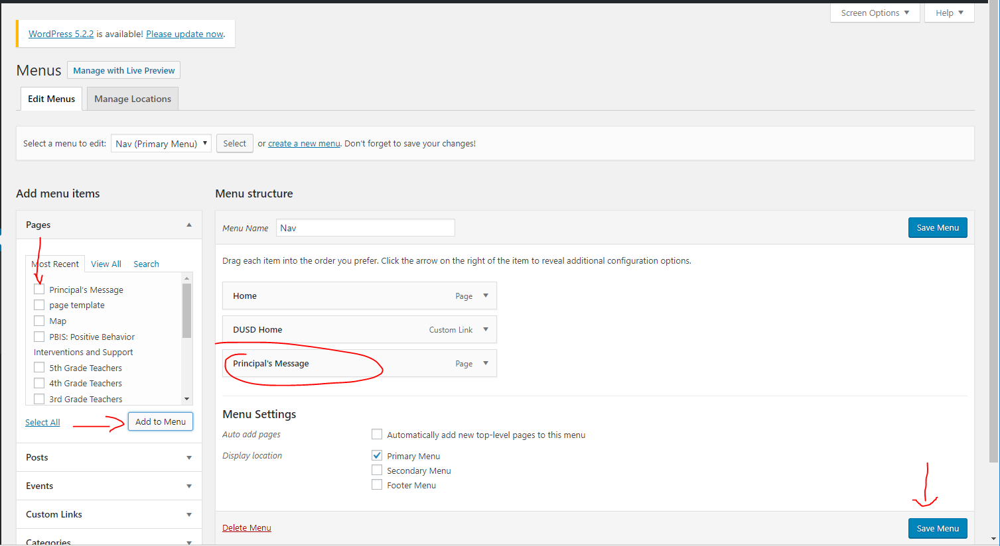 Screen Options ▼
Help ▼
WordPress 5.2.2 is available! Please update now.
Menus
Manage with Live Preview
Edit Menus
Manage Locations
Select a menu to edit: Nav (Primary Menu) ▼ Select or create a new menu. Don't forget to save your changes!
Add menu items
Pages
Most Recent
View All
Search
Principal's Message
page template
Map
PBIS: Positive Behavior
Interventions and Support
5th Grade Teachers
4th Grade Teachers
3rd Grade Teachers
Select All
Add to Menu
Posts
Events
Custom Links
Categories
Menu structure
Menu Name Nav
Save Menu
Drag each item into the order you prefer. Click the arrow on the right of the item to reveal additional configuration options.
Home Page
DUSD Home Custom Link
Principal's Message Page
Menu Settings
Auto add pages Automatically add new top-level pages to this menu
Display location Primary Menu
Secondary Menu
Footer Menu
Delete Menu
Save Menu